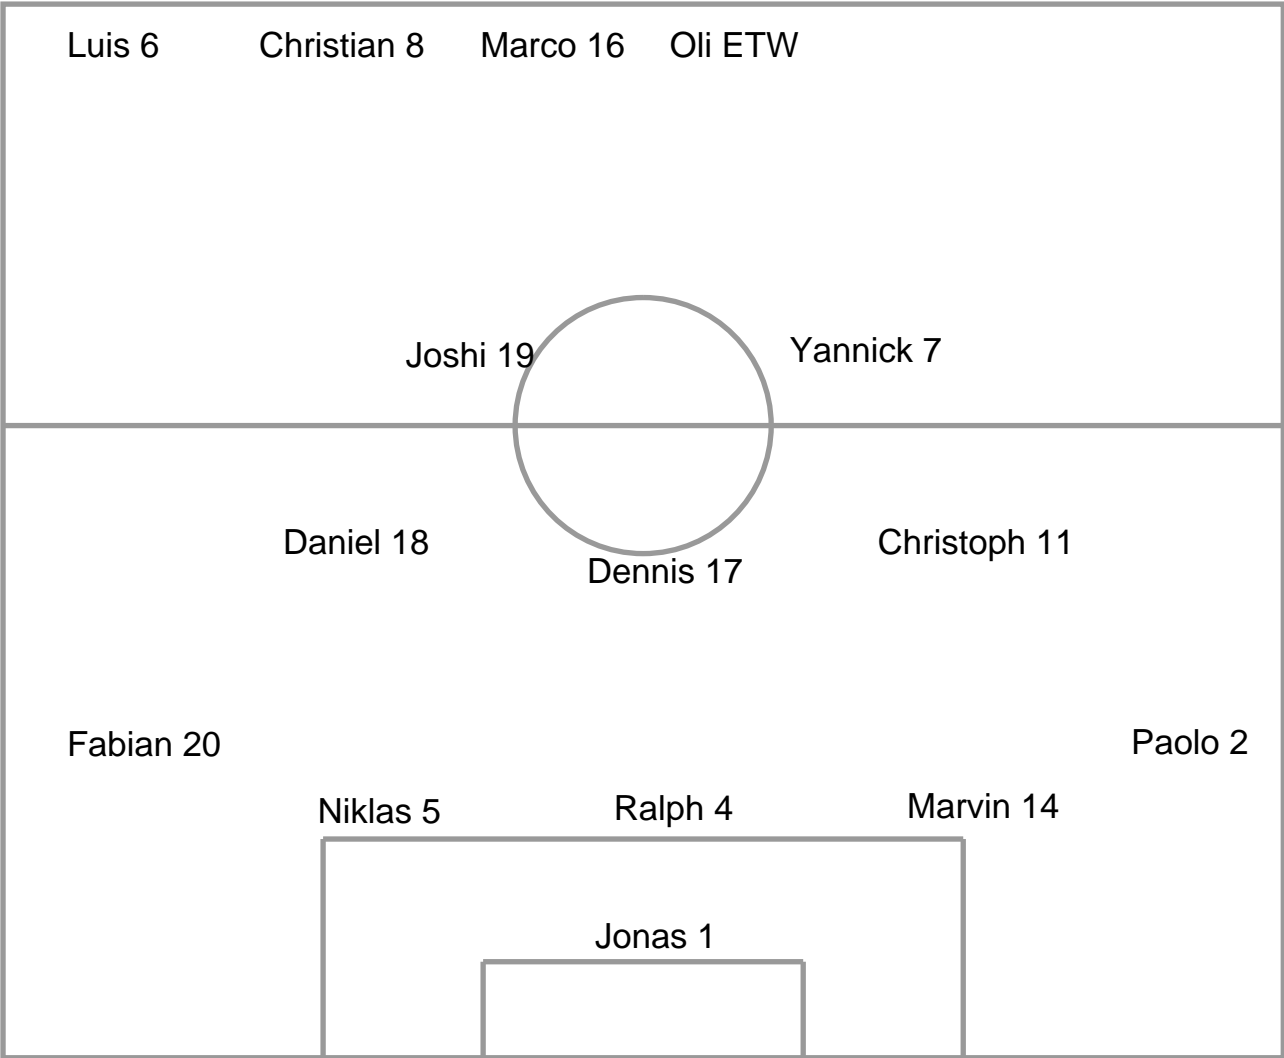 Luis 6
Christian 8
Marco 16
Oli ETW
Joshi 19
Yannick 7
Daniel 18
Dennis 17
Christoph 11
Fabian 20
Paolo 2
Niklas 5
Ralph 4
Marvin 14
Jonas 1